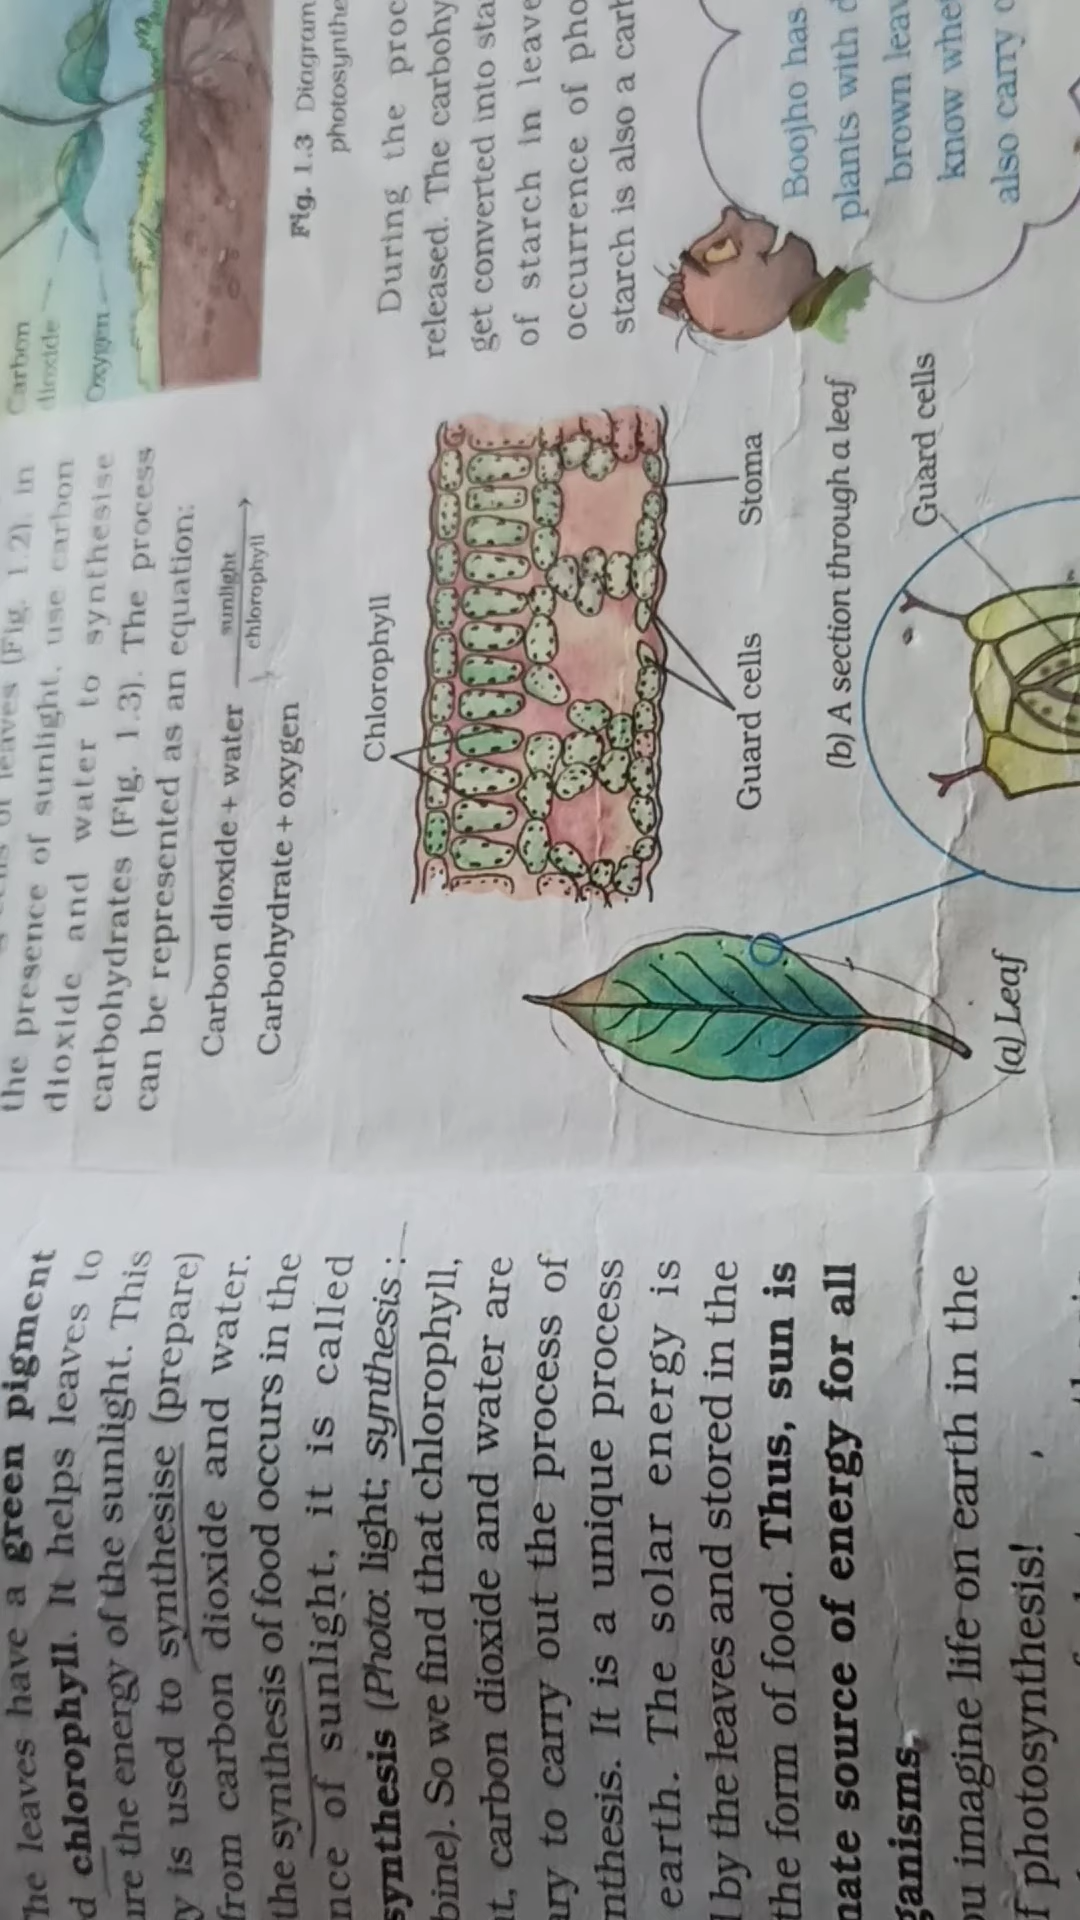 he leaves have a green pigment
d chlorophyll. It helps leaves to
ure the energy of the sunlight. This
y is used to synthesise (prepare)
from carbon dioxide and water.
the synthesis of food occurs in the
nce of sunlight, it is called
synthesis (Photo: light; synthesis :
bine). So we find that chlorophyll,
t, carbon dioxide and water are
ary to carry out the process of
nthesis. It is a unique process
earth. The solar energy is
l by the leaves and stored in the
the form of food. Thus, sun is
nate source of energy for all
ganisms.
ou imagine life on earth in the
f photosynthesis!
of leaves (Fig. 1.2), in
the presence of sunlight, use carbon
dioxide and water to synthesise
carbohydrates (Fig. 1.3). The process
can be represented as an equation:
Carbon dioxide + water sunlight
chlorophyll
Carbohydrate + oxygen
Chlorophyll
Guard cells
Stoma
(b) A section through a leaf
(a) Leaf
Guard cells
Carbon
dioxide
Oxygen
Fig. 1.3 Diagram
photosynthe
During the proc
released. The carbohy
get converted into sta
of starch in leave
occurrence of pho
starch is also a carb
Boojho has
plants with d
brown leav
know whet
also carry o